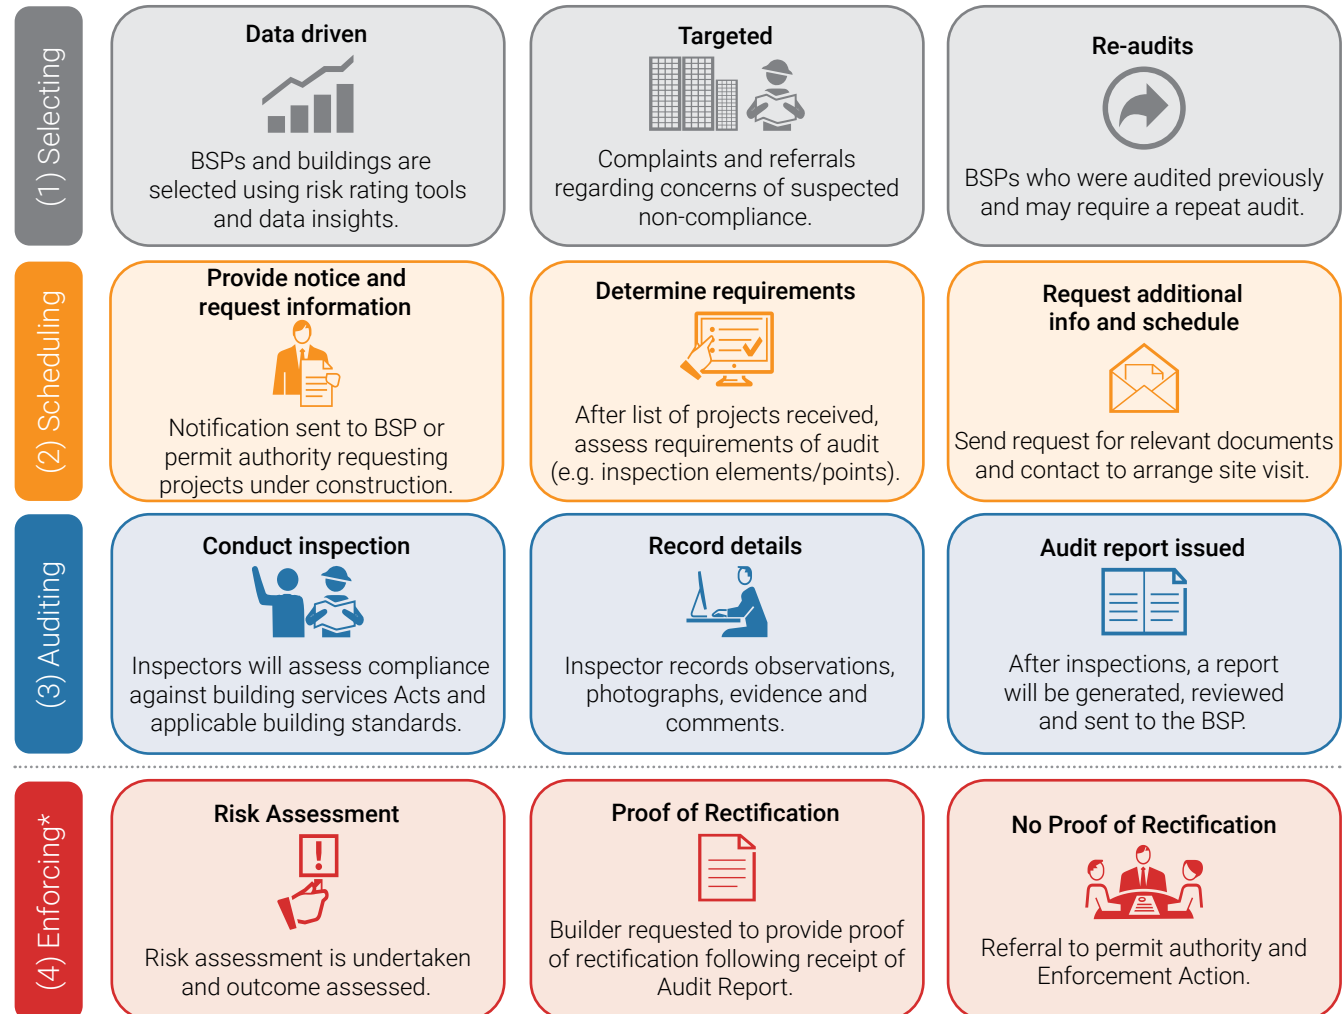 (1) Selecting
Data driven
BSPs and buildings are
selected using risk rating tools
and data insights.
Targeted
Complaints and referrals
regarding concerns of suspected
non-compliance.
Re-audits
BSPs who were audited previously
and may require a repeat audit.
(2) Scheduling
Provide notice and
request information
Notification sent to BSP or
permit authority requesting
projects under construction.
Determine requirements
After list of projects received,
assess requirements of audit
(e.g. inspection elements/points).
Request additional
info and schedule
Send request for relevant documents
and contact to arrange site visit.
(3) Auditing
Conduct inspection
Inspectors will assess compliance
against building services Acts and
applicable building standards.
Record details
Inspector records observations,
photographs, evidence and
comments.
Audit report issued
After inspections, a report
will be generated, reviewed
and sent to the BSP.
(4) Enforcing*
Risk Assessment
!
Risk assessment is undertaken
and outcome assessed.
Proof of Rectification
Builder requested to provide proof
of rectification following receipt of
Audit Report.
No Proof of Rectification
Referral to permit authority and
Enforcement Action.